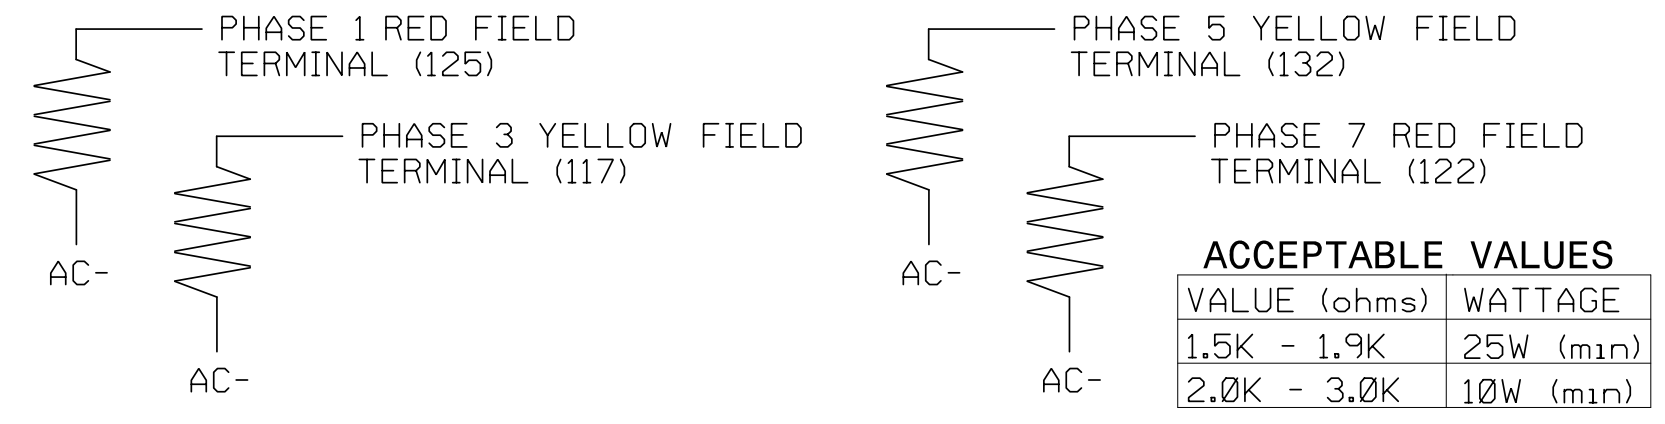 PHASE 1 RED FIELD
TERMINAL (125)
PHASE 3 YELLOW FIELD
TERMINAL (117)
AC-
AC-
PHASE 5 YELLOW FIELD
TERMINAL (132)
PHASE 7 RED FIELD
TERMINAL (122)
AC-
AC-
ACCEPTABLE VALUES
VALUE (ohms) WATTAGE
1.5K - 1.9K 25W (min)
2.0K - 3.0K 10W (min)